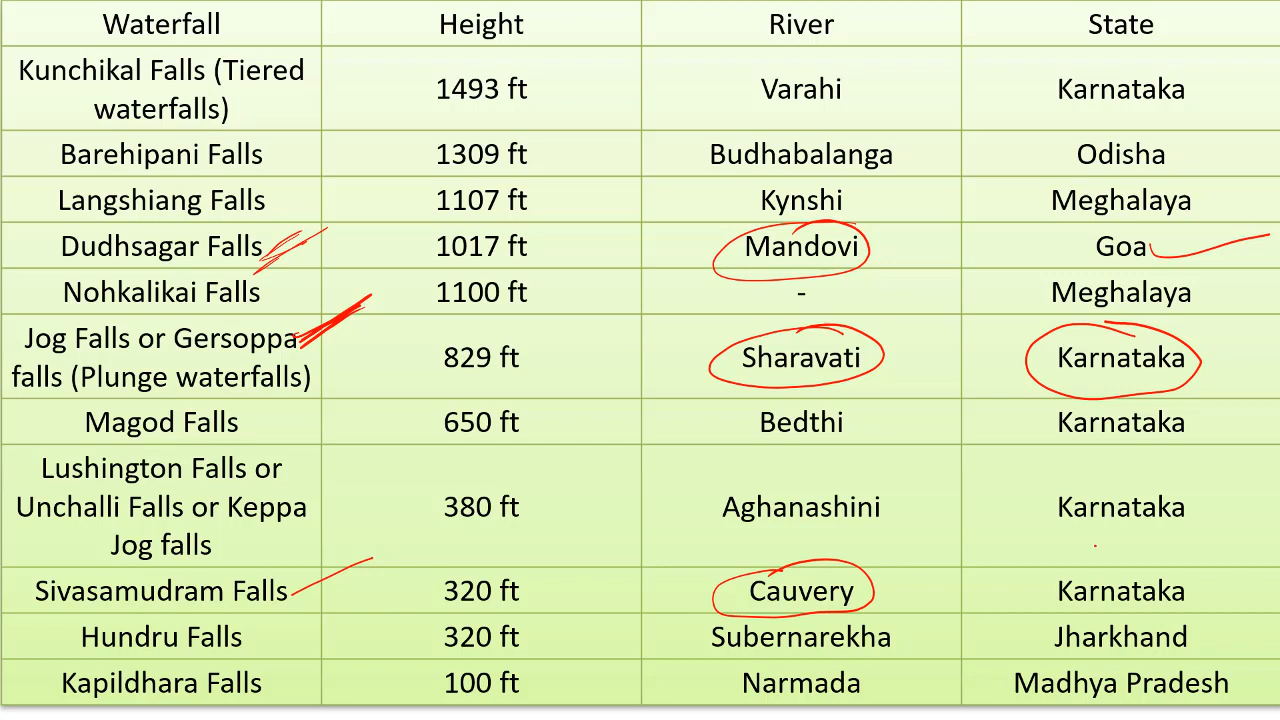 Waterfall Height River State
Kunchikal Falls (Tiered
waterfalls) 1493 ft Varahi Karnataka
Barehipani Falls 1309 ft Budhabalanga Odisha
Langshiang Falls 1107 ft Kynshi Meghalaya
Dudhsagar Falls 1017 ft Mandovi Goa
Nohkalikai Falls 1100 ft - Meghalaya
Jog Falls or Gersoppa
falls (Plunge waterfalls) 829 ft Sharavati Karnataka
Magod Falls 650 ft Bedthi Karnataka
Lushington Falls or
Unchalli Falls or Keppa 380 ft Aghanashini Karnataka
Jog falls
Sivasamudram Falls 320 ft Cauvery Karnataka
Hundru Falls 320 ft Subernarekha Jharkhand
Kapildhara Falls 100 ft Narmada Madhya Pradesh